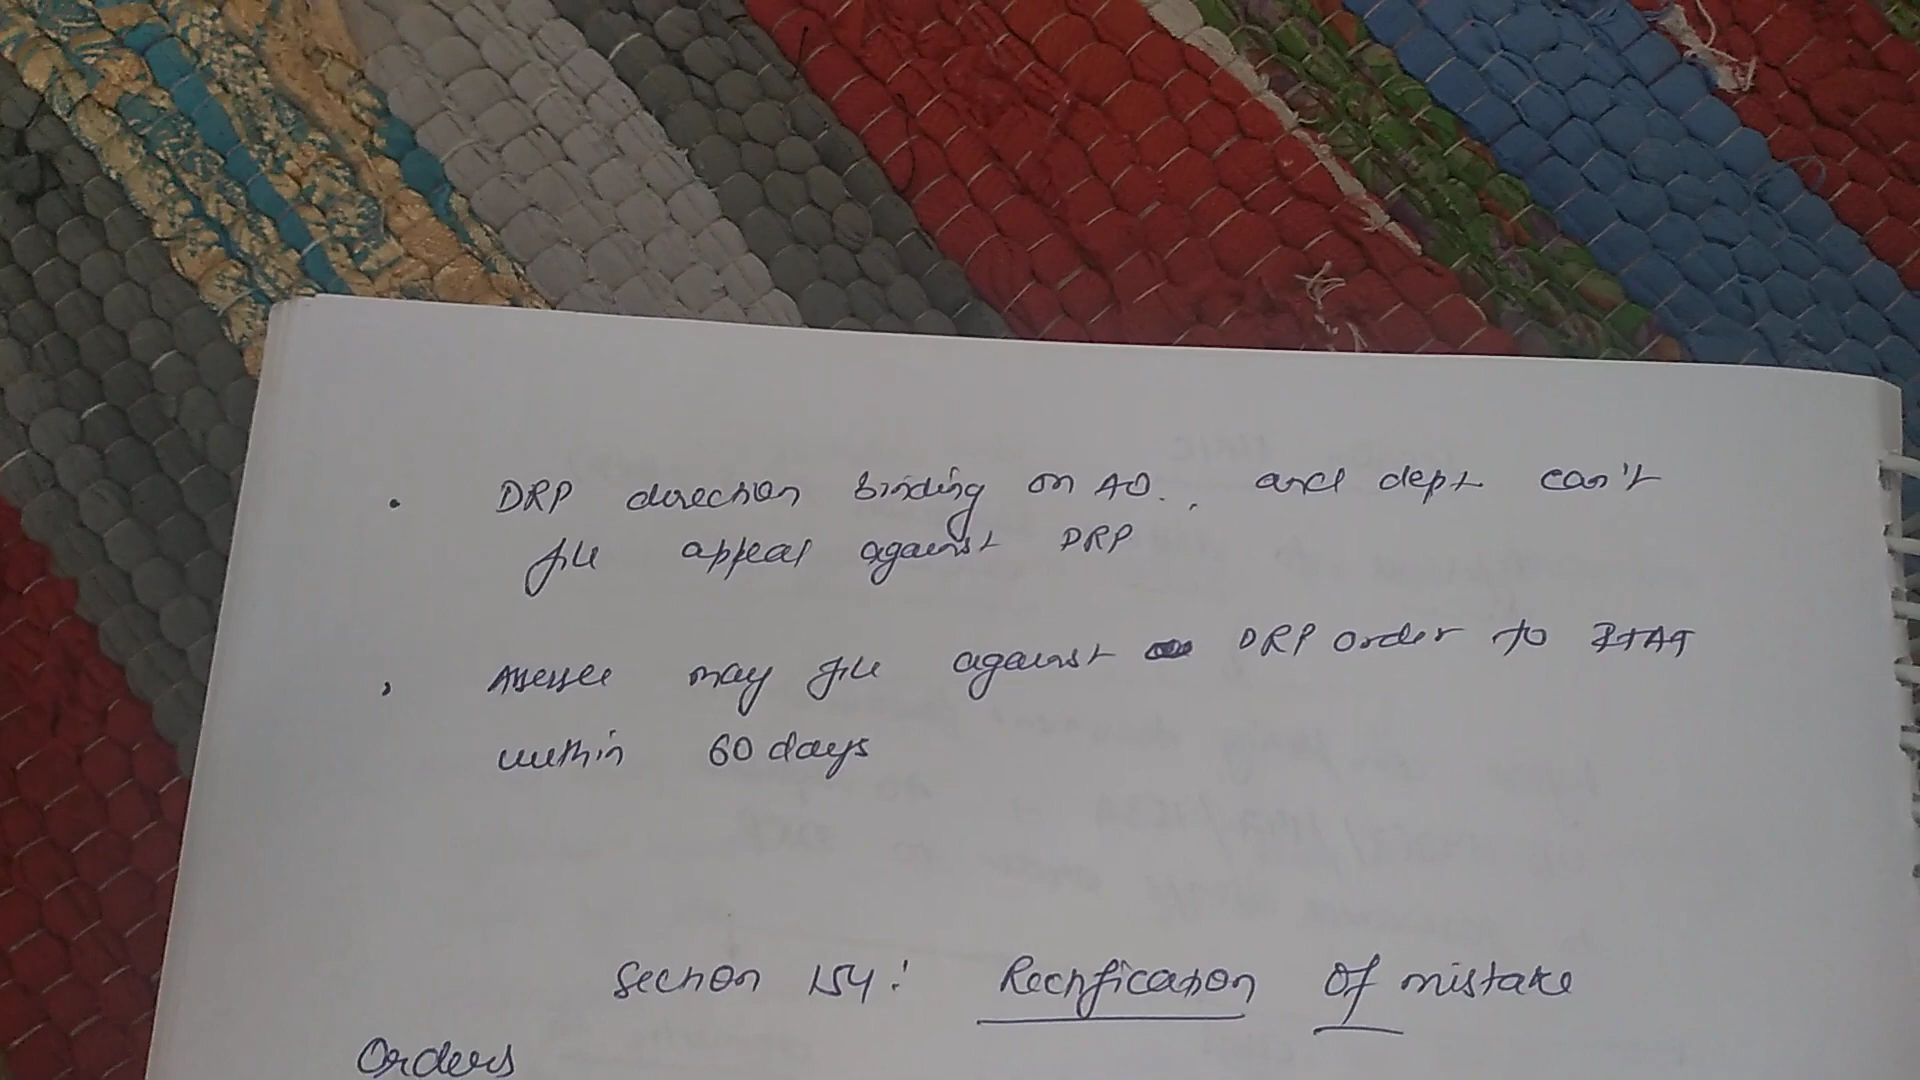 • DRP direction binding on AO., and dept can't
file appeal against DRP
• Assessee may file against DRP order to ITAT
within 60 days
Section 154: Rectification Of mistake
Orders